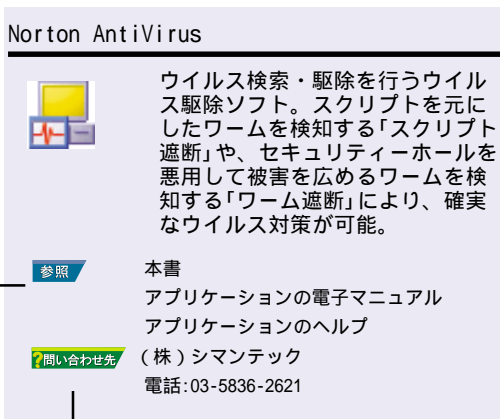 Norton AntiVirus
ウイルス検索・駆除を行うウイル
ス駆除ソフト。スクリプトを元に
したワームを検知する｢スクリプト
遮断｣や、セキュリティーホールを
悪用して被害を広めるワームを検
知する｢ワーム遮断｣により、確実
なウイルス対策が可能。
参照 本書
アプリケーションの電子マニュアル
アプリケーションのヘルプ
?問い合わせ先 (株)シマンテック
電話:03-5836-2621